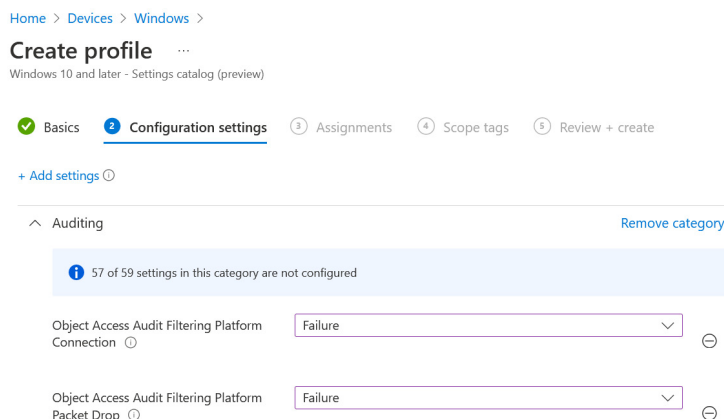 Home > Devices > Windows >
Create profile ...
Windows 10 and later - Settings catalog (preview)
Basics 2 Configuration settings 3 Assignments 4 Scope tags 5 Review + create
+ Add settings
Auditing Remove category
57 of 59 settings in this category are not configured
Object Access Audit Filtering Platform Failure
Connection
Object Access Audit Filtering Platform Failure
Packet Drop